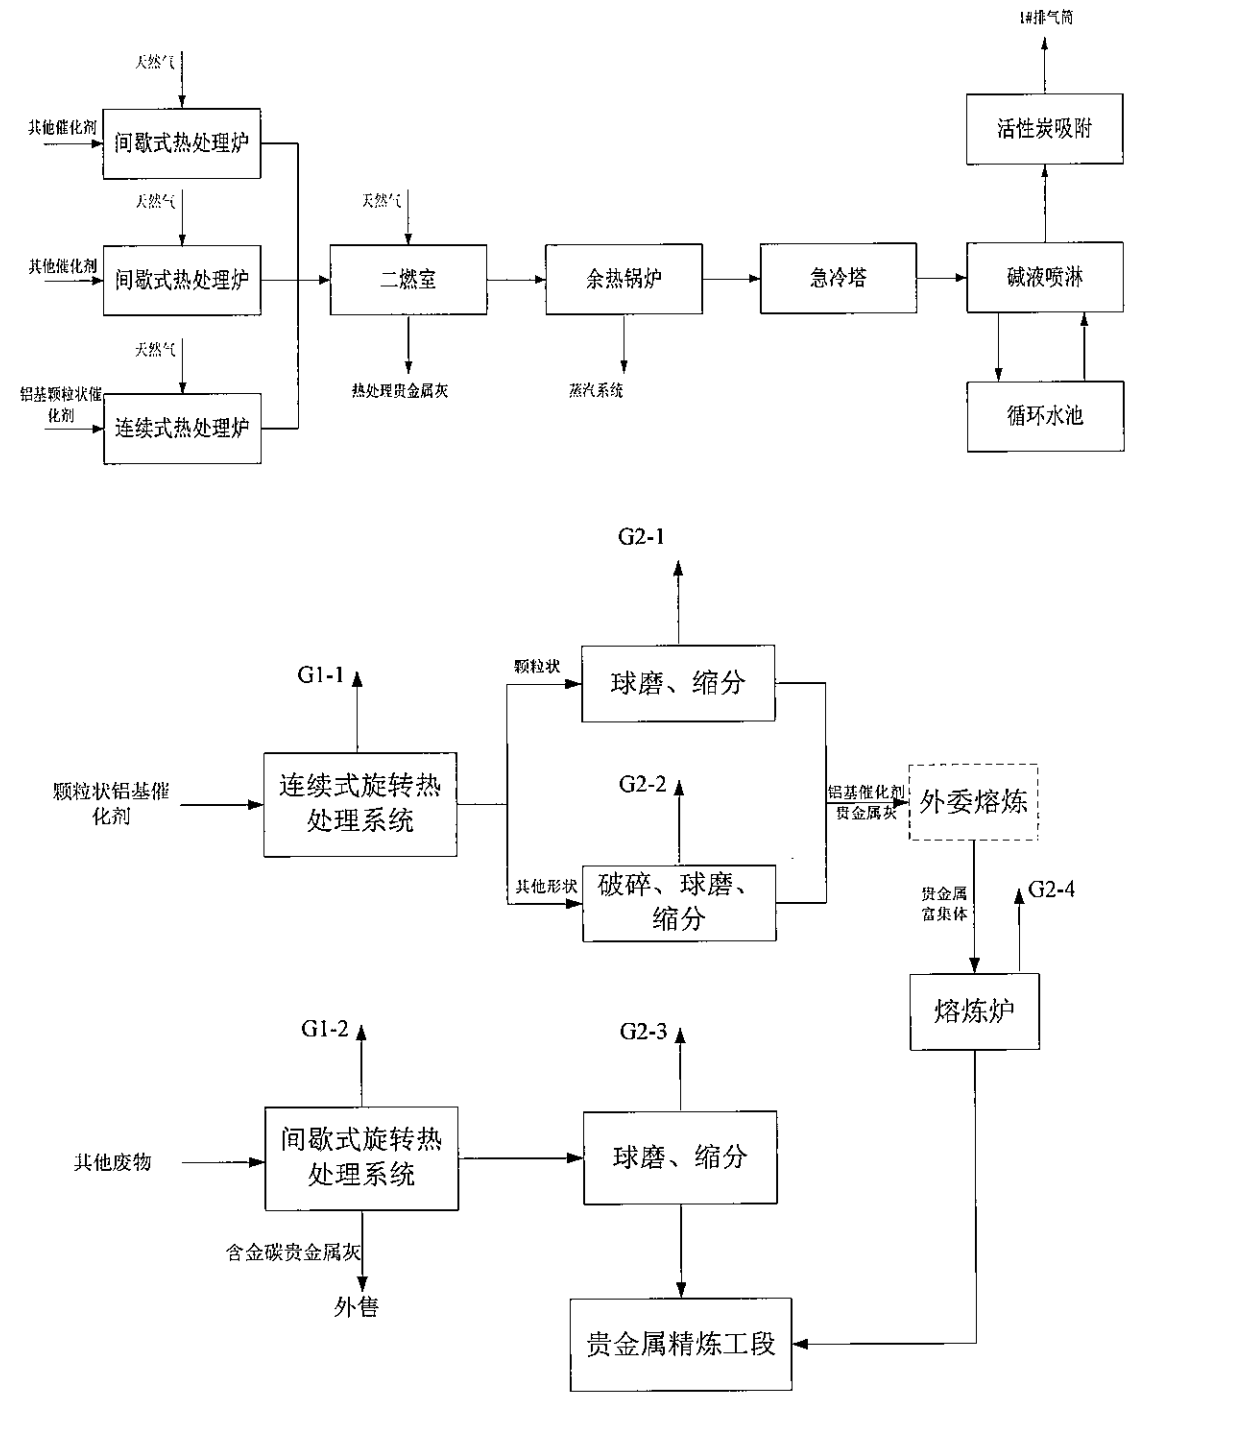 1#排气筒
天然气
其他催化剂
间歇式热处理炉
活性炭吸附
天然气
天然气
其他催化剂
间歇式热处理炉
二燃室
余热锅炉
急冷塔
碱液喷淋
天然气
铝基颗粒状催
化剂
连续式热处理炉
热处理贵金属灰
蒸汽系统
循环水池
G2-1
G1-1
颗粒状
球磨、缩分
颗粒状铝基催
化剂
连续式旋转热
处理系统
G2-2
铝基催化剂
贵金属灰
外委熔炼
其他形状
破碎、球磨、
缩分
贵金属
富集体
G2-4
熔炼炉
G1-2
G2-3
其他废物
间歇式旋转热
处理系统
球磨、缩分
含金碳贵金属灰
外售
贵金属精炼工段